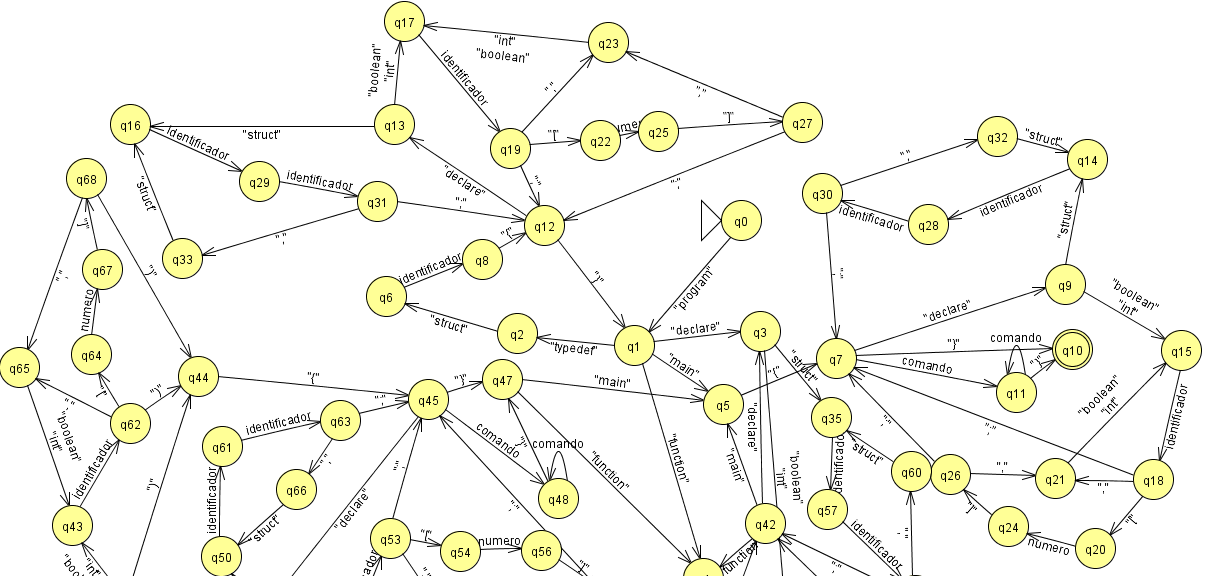 q17
"int"
"boolean"
q23
"boolean"
"int"
identificador
","
","
q16
"struct"
q13
q19
"["
q22
q25
"]"
q27
q32
"struct"
q14
identificador
";"
"declare"
";"
","
q68
q29
identificador
q31
";"
q12
q0
q30
identificador
q28
identificador
"struct"
","
q33
"{"
q8
"}"
"program"
";"
"struct"
"]"
","
"}"
q67
identificador
q6
q9
"boolean"
"int"
numero
"struct"
q2
"typedef"
q1
"declare"
q3
"declare"
q64
q65
q44
"{"
q45
"}"
q47
"main"
"main"
q5
"{"
"struct"
q7
"}"
comando
comando
q11
"}"
q10
q15
"boolean"
"int"
"["
")"
q62
identificador
q61
identificador
q63
";"
comando
"}"
comando
q48
"function"
"function"
"declare"
"main"
q35
";"
";"
"boolean"
"int"
identificador
q43
identificador
","
q66
"struct"
q50
"declare"
";"
";"
q53
"["
q54
numero
q56
"]"
"boolean"
"int"
q42
"function"
q57
identificador
"struct"
q60
q26
","
q21
","
q18
"]"
q24
numero
q20
"["
";"
")"
"int"